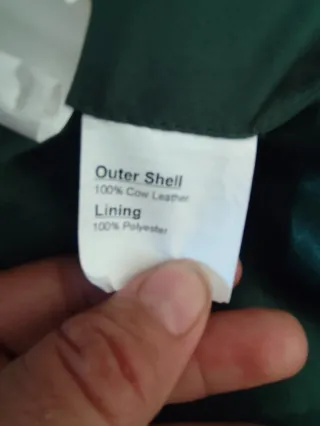 Outer Shell
100% Cow Leather
Lining
100% Polyester